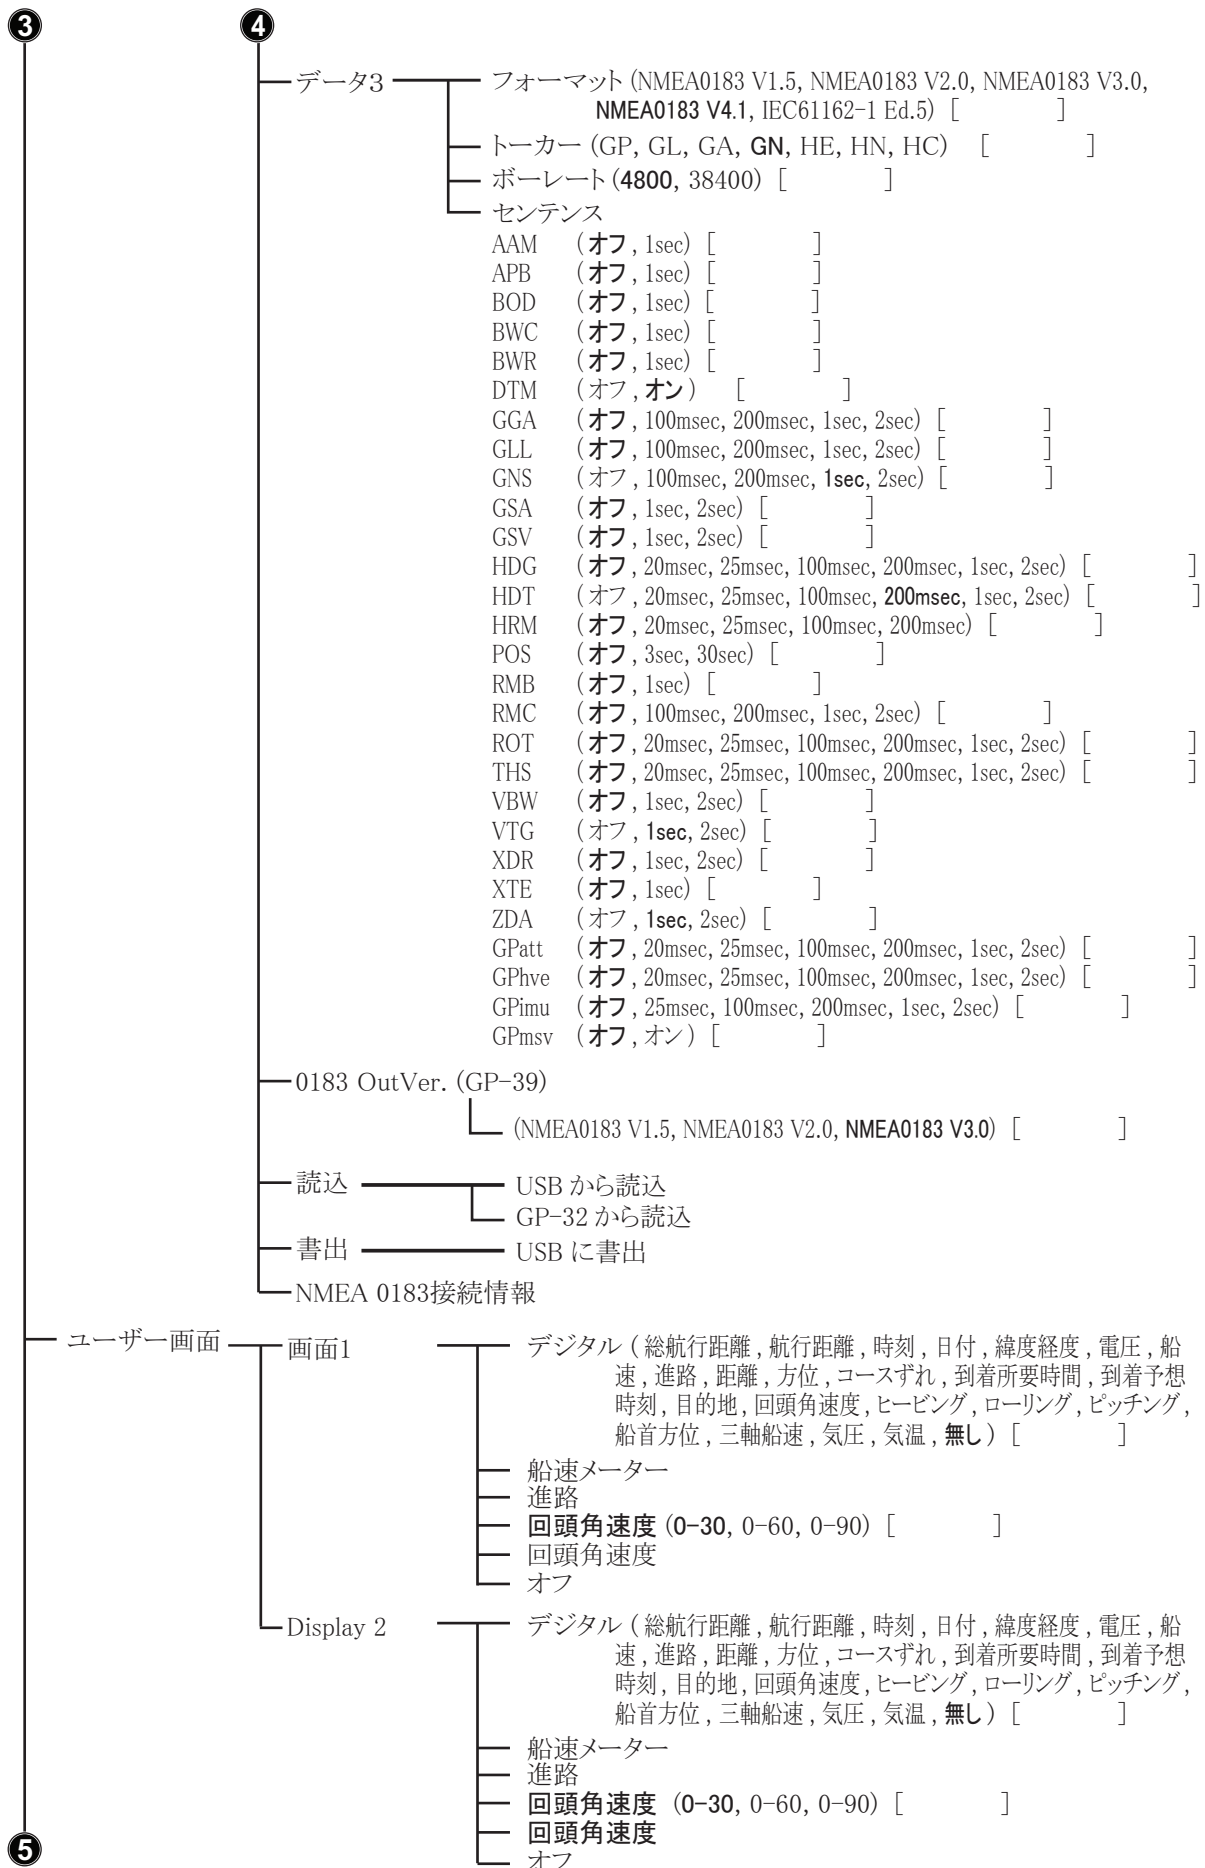 3 4
データ3 フォーマット (NMEA0183 V1.5, NMEA0183 V2.0, NMEA0183 V3.0,
NMEA0183 V4.1, IEC61162-1 Ed.5) [ ]
トーカー (GP, GL, GA, GN, HE, HN, HC) [ ]
ボーレート (4800, 38400) [ ]
センテンス
AAM (オフ, 1sec) [ ]
APB (オフ, 1sec) [ ]
BOD (オフ, 1sec) [ ]
BWC (オフ, 1sec) [ ]
BWR (オフ, 1sec) [ ]
DTM (オフ, オン) [ ]
GGA (オフ, 100msec, 200msec, 1sec, 2sec) [ ]
GLL (オフ, 100msec, 200msec, 1sec, 2sec) [ ]
GNS (オフ, 100msec, 200msec, 1sec, 2sec) [ ]
GSA (オフ, 1sec, 2sec) [ ]
GSV (オフ, 1sec, 2sec) [ ]
HDG (オフ, 20msec, 25msec, 100msec, 200msec, 1sec, 2sec) [ ]
HDT (オフ, 20msec, 25msec, 100msec, 200msec, 1sec, 2sec) [ ]
HRM (オフ, 20msec, 25msec, 100msec, 200msec) [ ]
POS (オフ, 3sec, 30sec) [ ]
RMB (オフ, 1sec) [ ]
RMC (オフ, 100msec, 200msec, 1sec, 2sec) [ ]
ROT (オフ, 20msec, 25msec, 100msec, 200msec, 1sec, 2sec) [ ]
THS (オフ, 20msec, 25msec, 100msec, 200msec, 1sec, 2sec) [ ]
VBW (オフ, 1sec, 2sec) [ ]
VTG (オフ, 1sec, 2sec) [ ]
XDR (オフ, 1sec, 2sec) [ ]
XTE (オフ, 1sec) [ ]
ZDA (オフ, 1sec, 2sec) [ ]
GPatt (オフ, 20msec, 25msec, 100msec, 200msec, 1sec, 2sec) [ ]
GPhve (オフ, 20msec, 25msec, 100msec, 200msec, 1sec, 2sec) [ ]
GPimu (オフ, 25msec, 100msec, 200msec, 1sec, 2sec) [ ]
GPmsv (オフ, オン) [ ]
0183 OutVer. (GP-39)
(NMEA0183 V1.5, NMEA0183 V2.0, NMEA0183 V3.0) [ ]
読込 USB から読込
GP-32 から読込
書出 USB に書出
NMEA 0183接続情報
ユーザー画面 画面1 デジタル ( 総航行距離 , 航行距離 , 時刻 , 日付 , 緯度経度 , 電圧 , 船
速 , 進路 , 距離 , 方位 , コースずれ , 到着所要時間 , 到着予想
時刻 , 目的地 , 回頭角速度 , ヒービング , ローリング , ピッチング ,
船首方位 , 三軸船速 , 気圧 , 気温 , 無し ) [ ]
船速メーター
進路
回頭角速度 (0-30, 0-60, 0-90) [ ]
回頭角速度
オフ
Display 2 デジタル ( 総航行距離 , 航行距離 , 時刻 , 日付 , 緯度経度 , 電圧 , 船
速 , 進路 , 距離 , 方位 , コースずれ , 到着所要時間 , 到着予想
時刻 , 目的地 , 回頭角速度 , ヒービング , ローリング , ピッチング ,
船首方位 , 三軸船速 , 気圧 , 気温 , 無し ) [ ]
船速メーター
進路
回頭角速度 (0-30, 0-60, 0-90) [ ]
回頭角速度
オフ
5